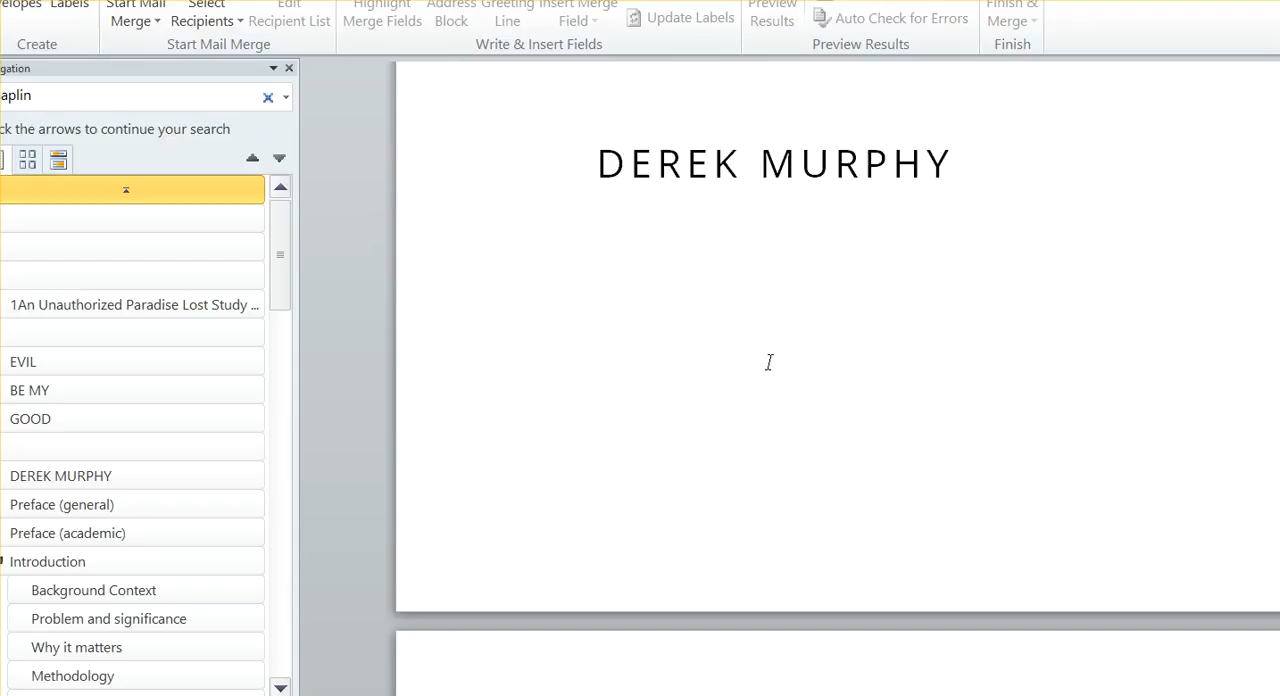 Start Mail
Merge
Select
Recipients
Edit
Recipient List
Start Mail Merge
Labels
Create
Highlight
Merge Fields
Address
Block
Greeting
Line
Insert Merge
Field
Update Labels
Write & Insert Fields
Preview
Results
Auto Check for Errors
Preview Results
Finish &
Merge
Finish
gation
aplin
ck the arrows to continue your search
1An Unauthorized Paradise Lost Study ...
EVIL
BE MY
GOOD
DEREK MURPHY
Preface (general)
Preface (academic)
Introduction
Background Context
Problem and significance
Why it matters
Methodology
DEREK MURPHY